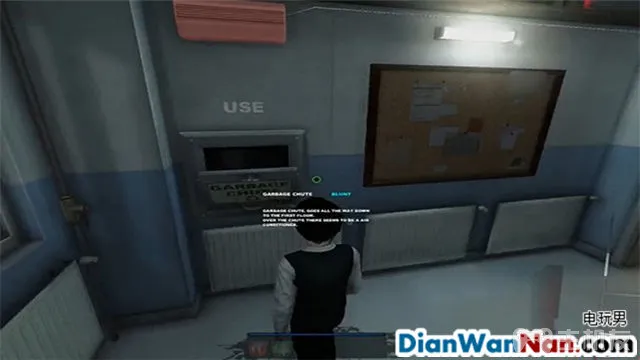 USE
GARBAGE
GARBAGE CHUTE BLUNT
GARBAGE CHUTE, GOES ALL THE WAY DOWN
TO THE FIRST FLOOR.
OVER THE CHUTE THERE SEEMS TO BE A AIR
CONDITIONER.
电玩男
DianWanNan.com